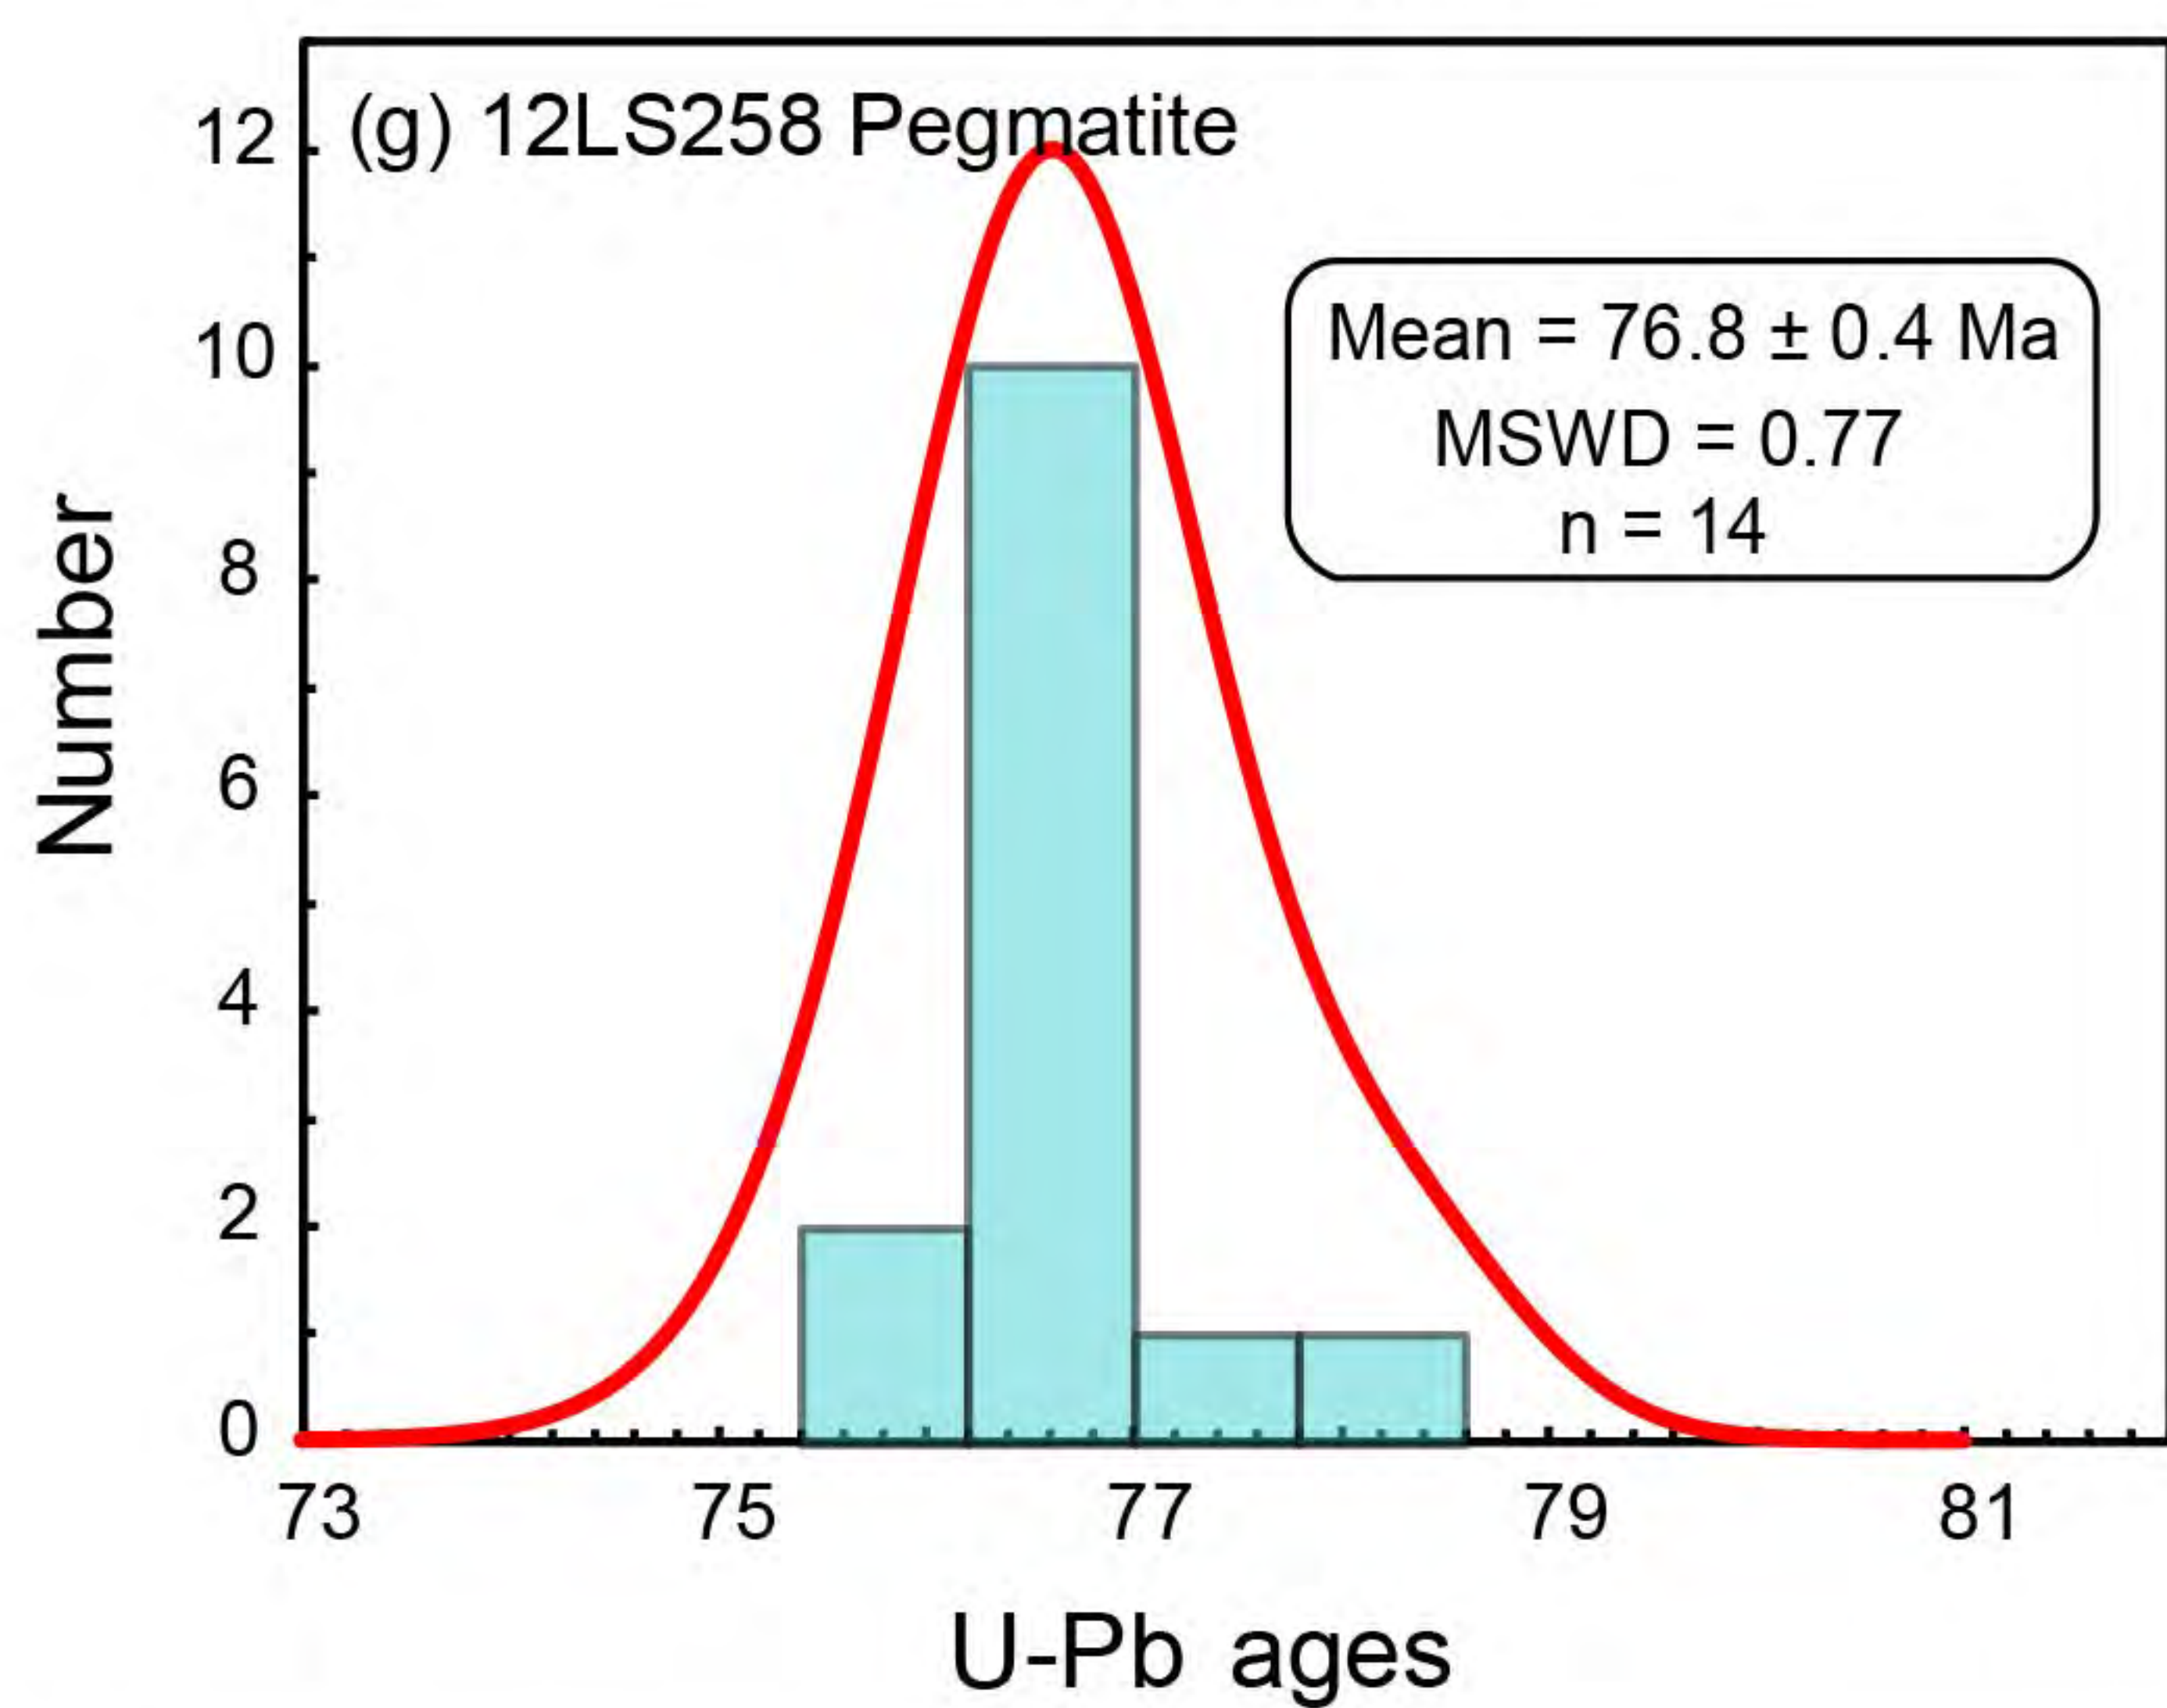 (g) 12LS258 Pegmatite
Mean = 76.8 ± 0.4 Ma
MSWD = 0.77
n = 14
Number
12
10
8
6
4
2
0
73 75 77 79 81
U-Pb ages